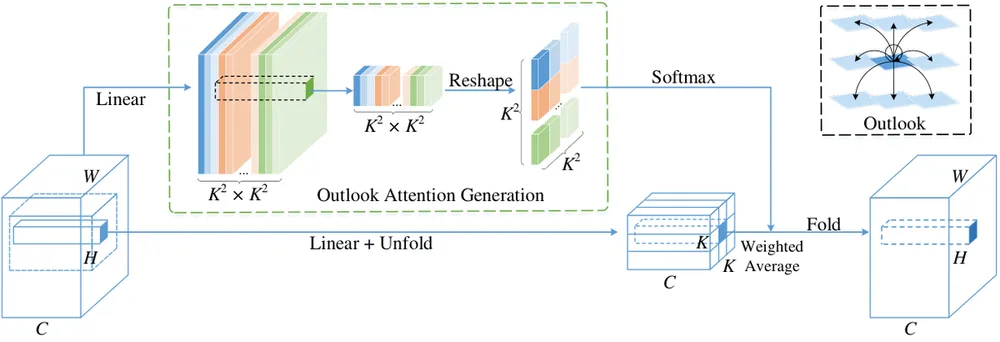 Linear
W
H
C
...
K² × K²
...
K² × K²
Reshape
K²
...
K²
Outlook Attention Generation
Softmax
Outlook
Linear + Unfold
K
K
C
Weighted
Average
Fold
W
H
C